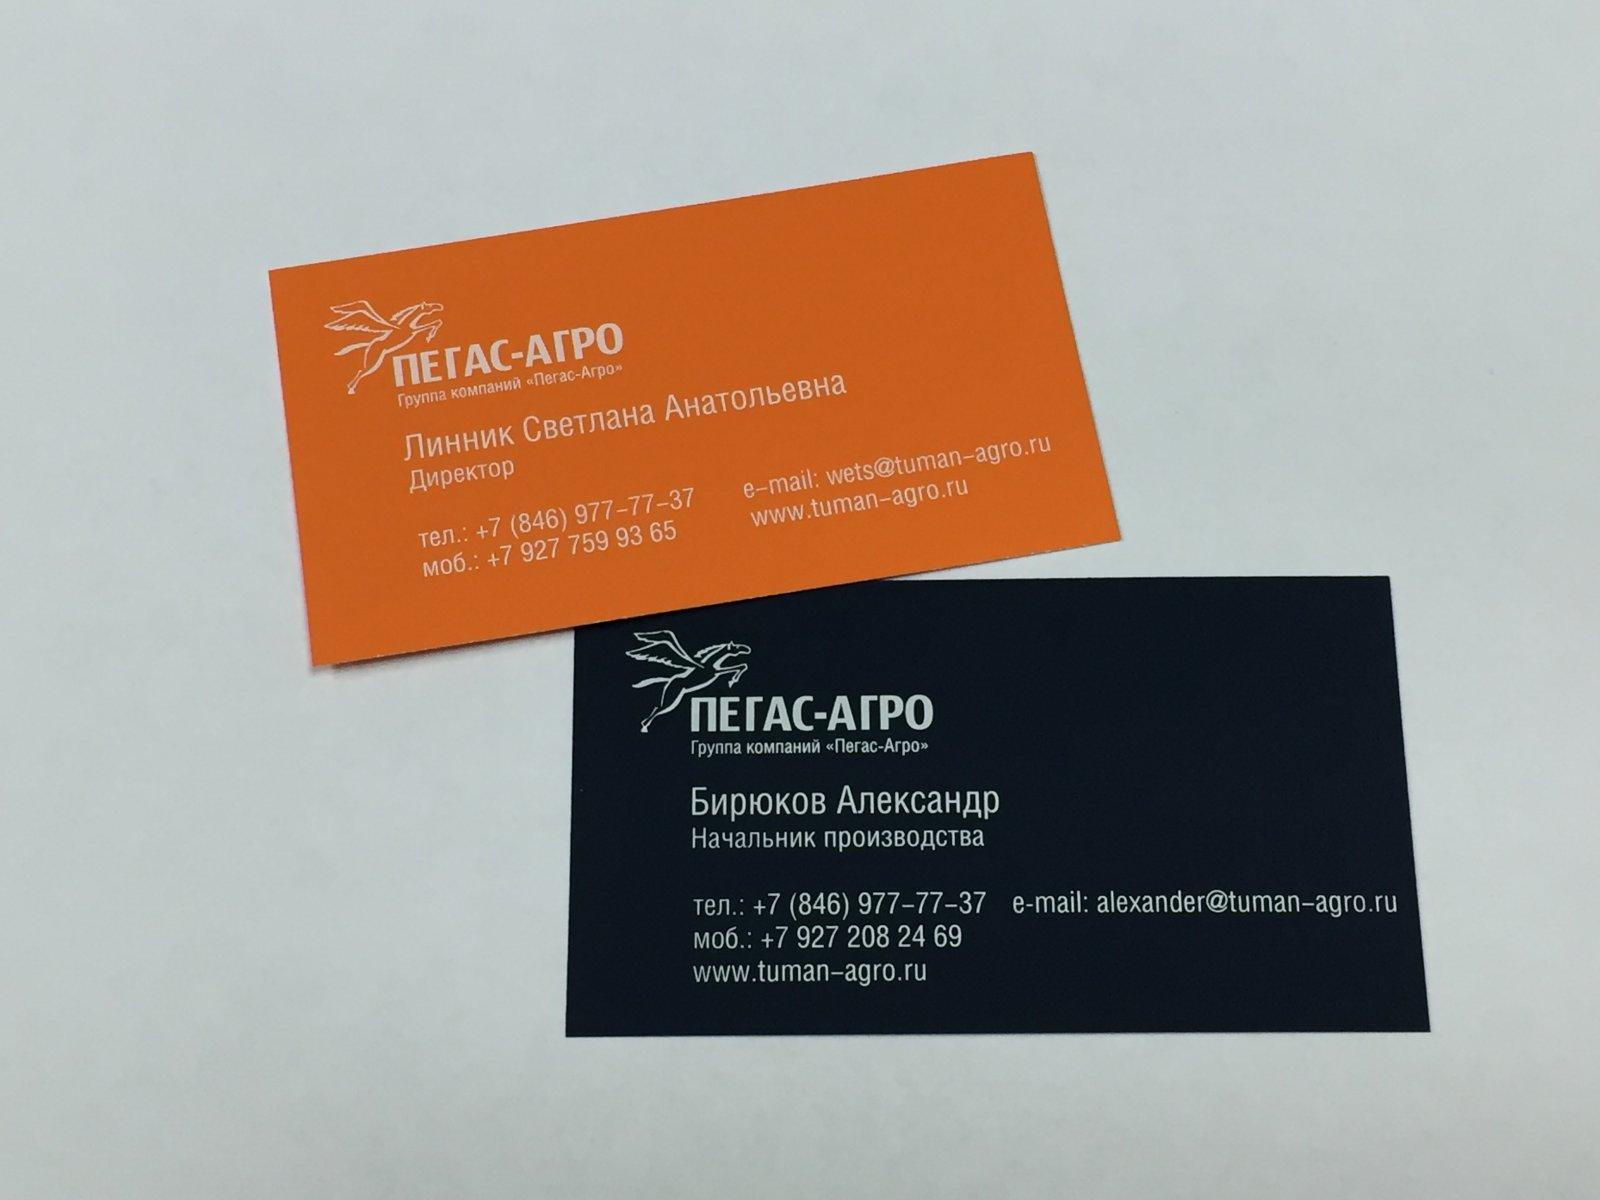 ПЕГАС-АГРО
Группа компаний «Пегас-Агро»
Линник Светлана Анатольевна
Директор
тел.: +7 (846) 977-77-37 e-mail: wets@tuman-agro.ru
моб.: +7 927 759 93 65 www.tuman-agro.ru
ПЕГАС-АГРО
Группа компаний «Пегас-Агро»
Бирюков Александр
Начальник производства
тел.: +7 (846) 977-77-37 e-mail: alexander@tuman-agro.ru
моб.: +7 927 208 24 69
www.tuman-agro.ru